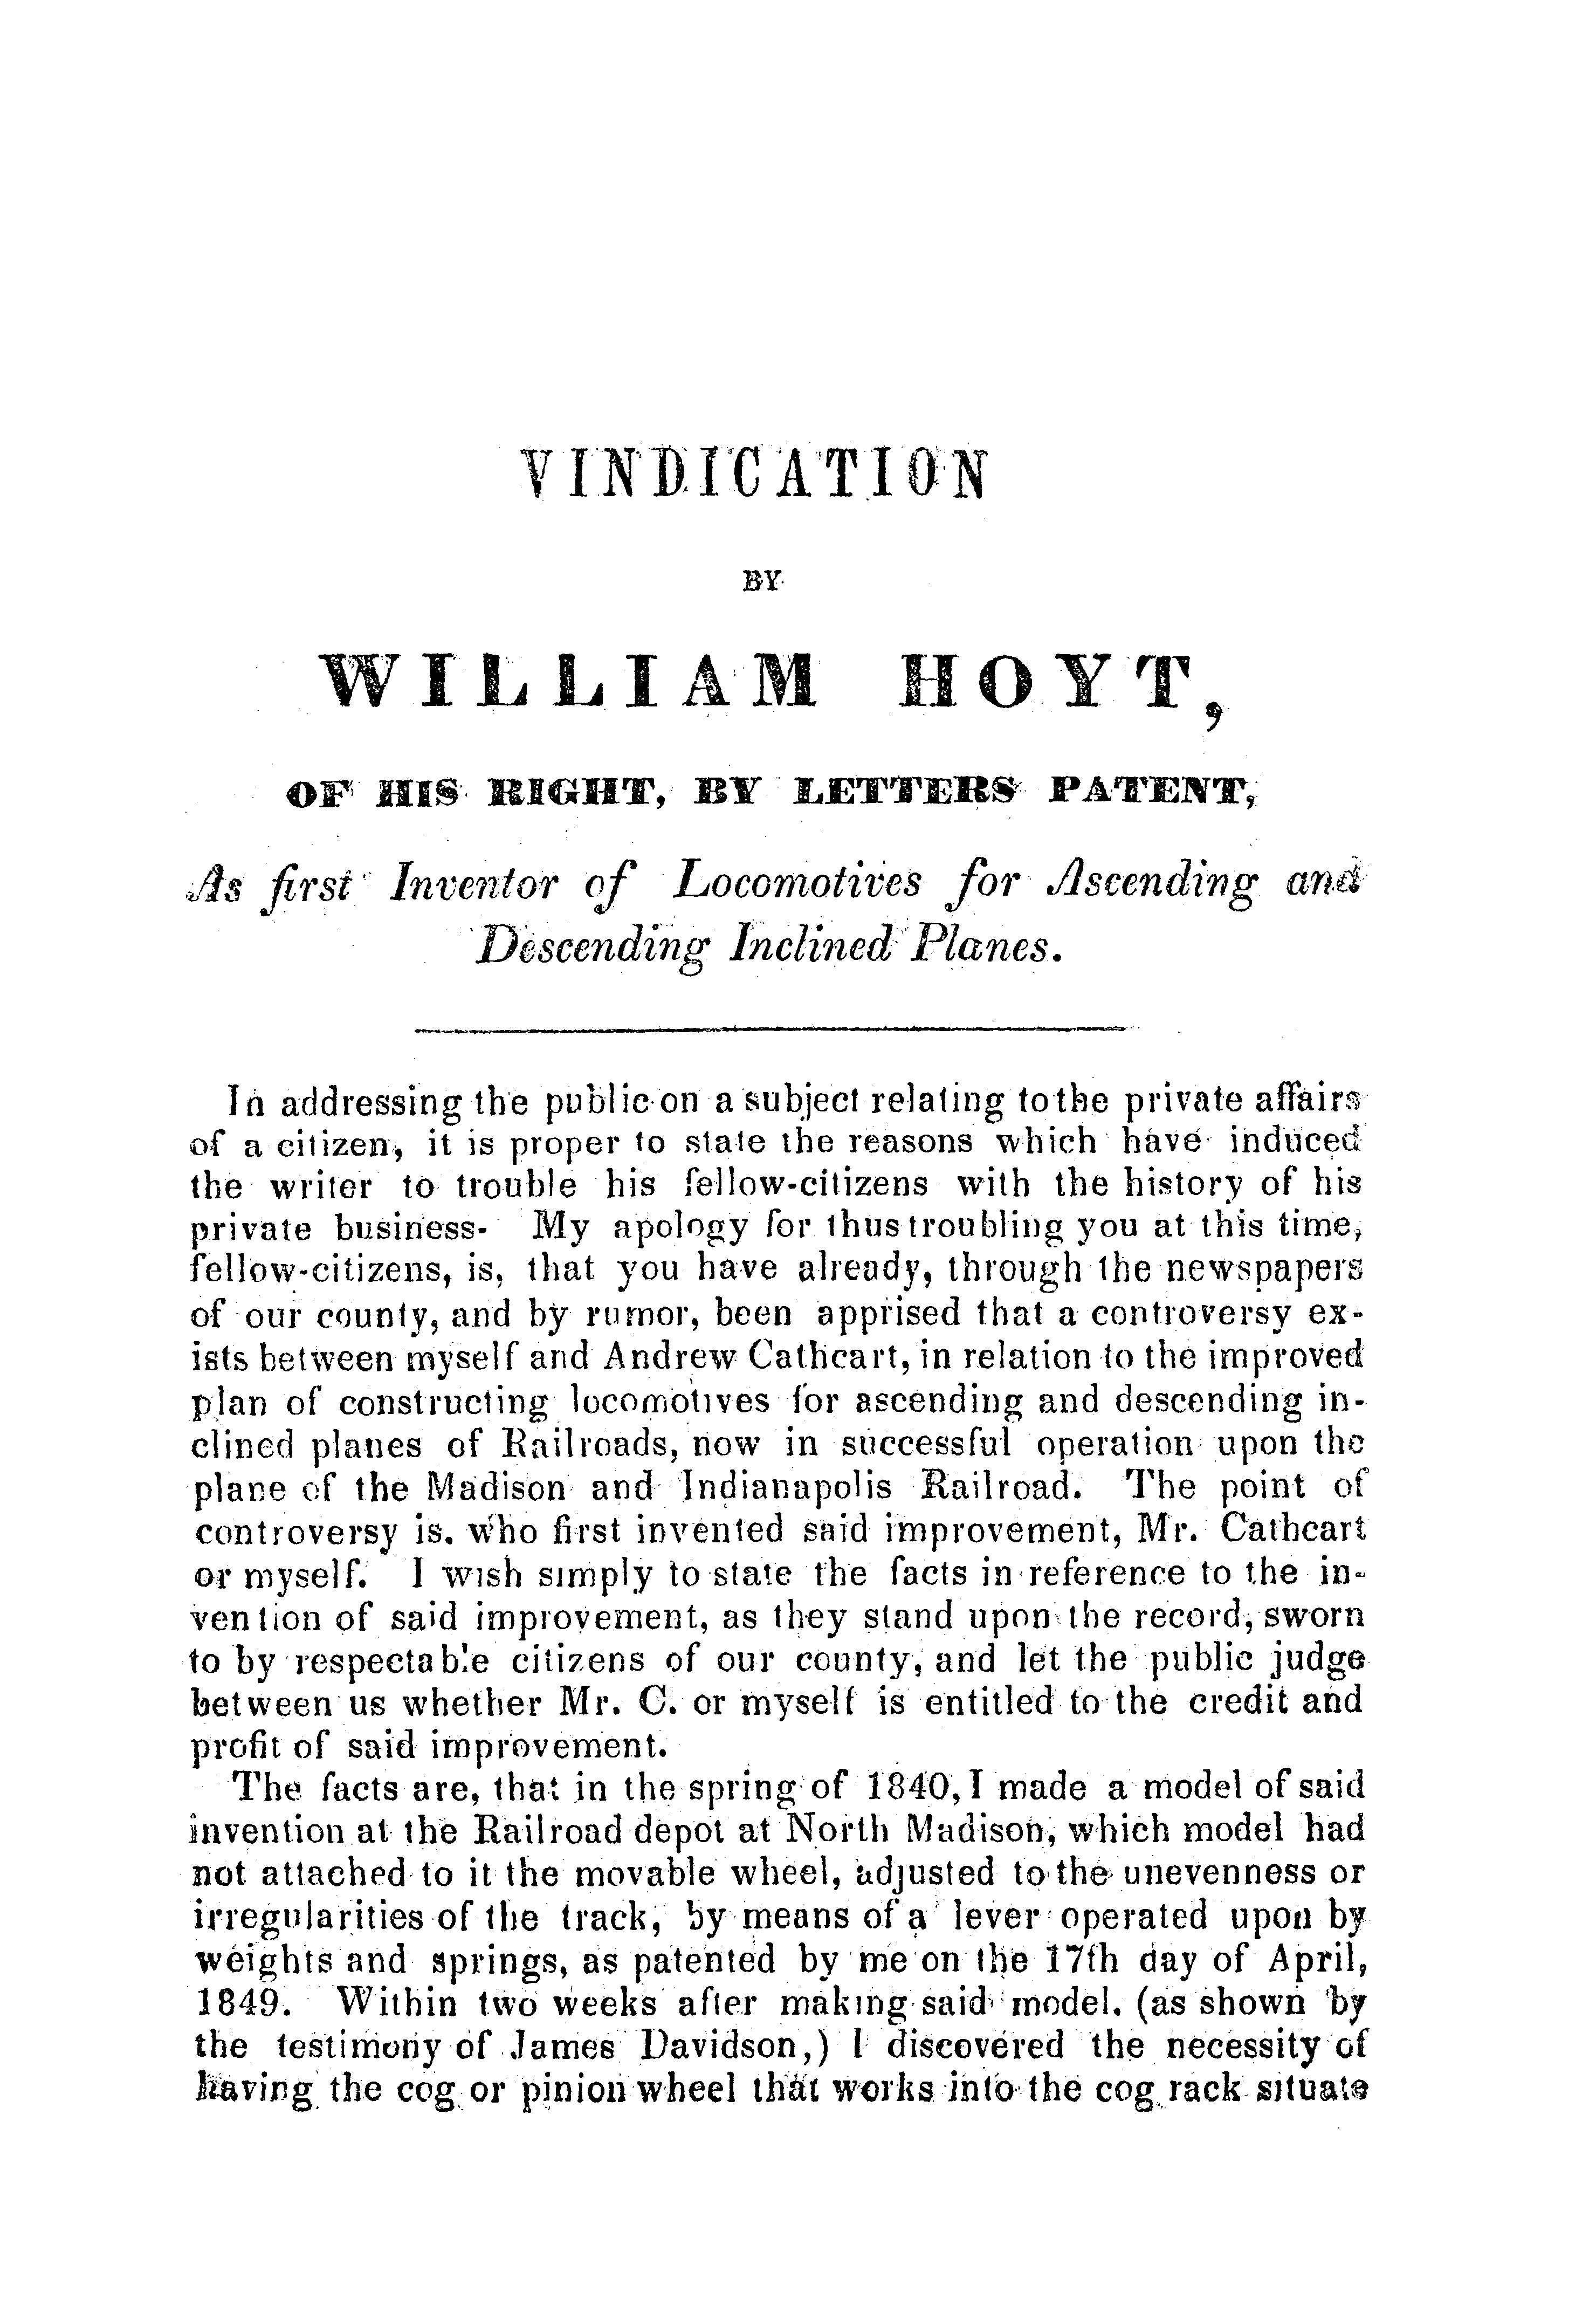 VINDICATION
BY
WILLIAM HOYT,
OF HIS RIGHT, BY LETTERS PATENT,
As first Inventor of Locomotives for Ascending and
Descending Inclined Planes.
In addressing the public on a subject relating to the private affairs
of a citizen, it is proper to state the reasons which have induced
the writer to trouble his fellow-citizens with the history of his
private business- My apology for thus troubling you at this time,
fellow-citizens, is, that you have already, through the newspapers
of our county, and by rumor, been apprised that a controversy ex-
ists between myself and Andrew Cathcart, in relation to the improved
plan of constructing locomotives for ascending and descending in-
clined planes of Railroads, now in successful operation upon the
plane of the Madison and Indianapolis Railroad. The point of
controversy is. who first invented said improvement, Mr. Cathcart
or myself. I wish simply to state the facts in reference to the in-
vention of said improvement, as they stand upon the record, sworn
to by respectable citizens of our county, and let the public judge
between us whether Mr. C. or myself is entitled to the credit and
profit of said improvement.
The facts are, that in the spring of 1840, I made a model of said
invention at the Railroad depot at North Madison, which model had
not attached to it the movable wheel, adjusted to the unevenness or
irregularities of the track, by means of a lever operated upon by
weights and springs, as patented by me on the 17th day of April,
1849. Within two weeks after making said model. (as shown by
the testimony of James Davidson,) I discovered the necessity of
having the cog or pinion wheel that works into the cog rack situate